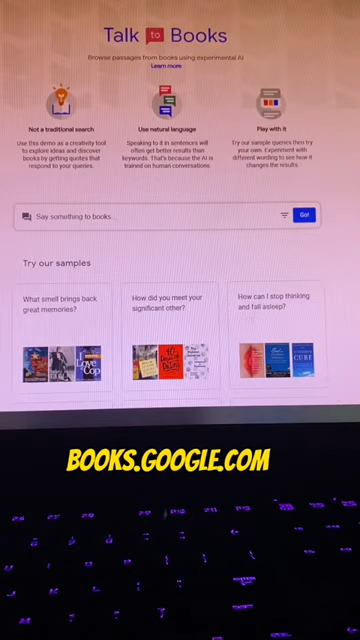 Talk to Books
Browse passages from books using experimental AI
Learn more
Not a traditional search
Use this demo as a creativity tool
to explore ideas and discover
books by getting quotes that
respond to your queries.
Use natural language
Speaking to it in sentences will
often get better results than
keywords. That's because the AI is
trained on human conversations.
Play with it
Try our sample queries then try
your own. Experiment with
different wording to see how it
changes the results.
Say something to books...
Go!
Try our samples
What smell brings back
great memories?
How did you meet your
significant other?
How can I stop thinking
and fall asleep?
I
Love
Cop
CURE
BOOKS.GOOGLE.COM